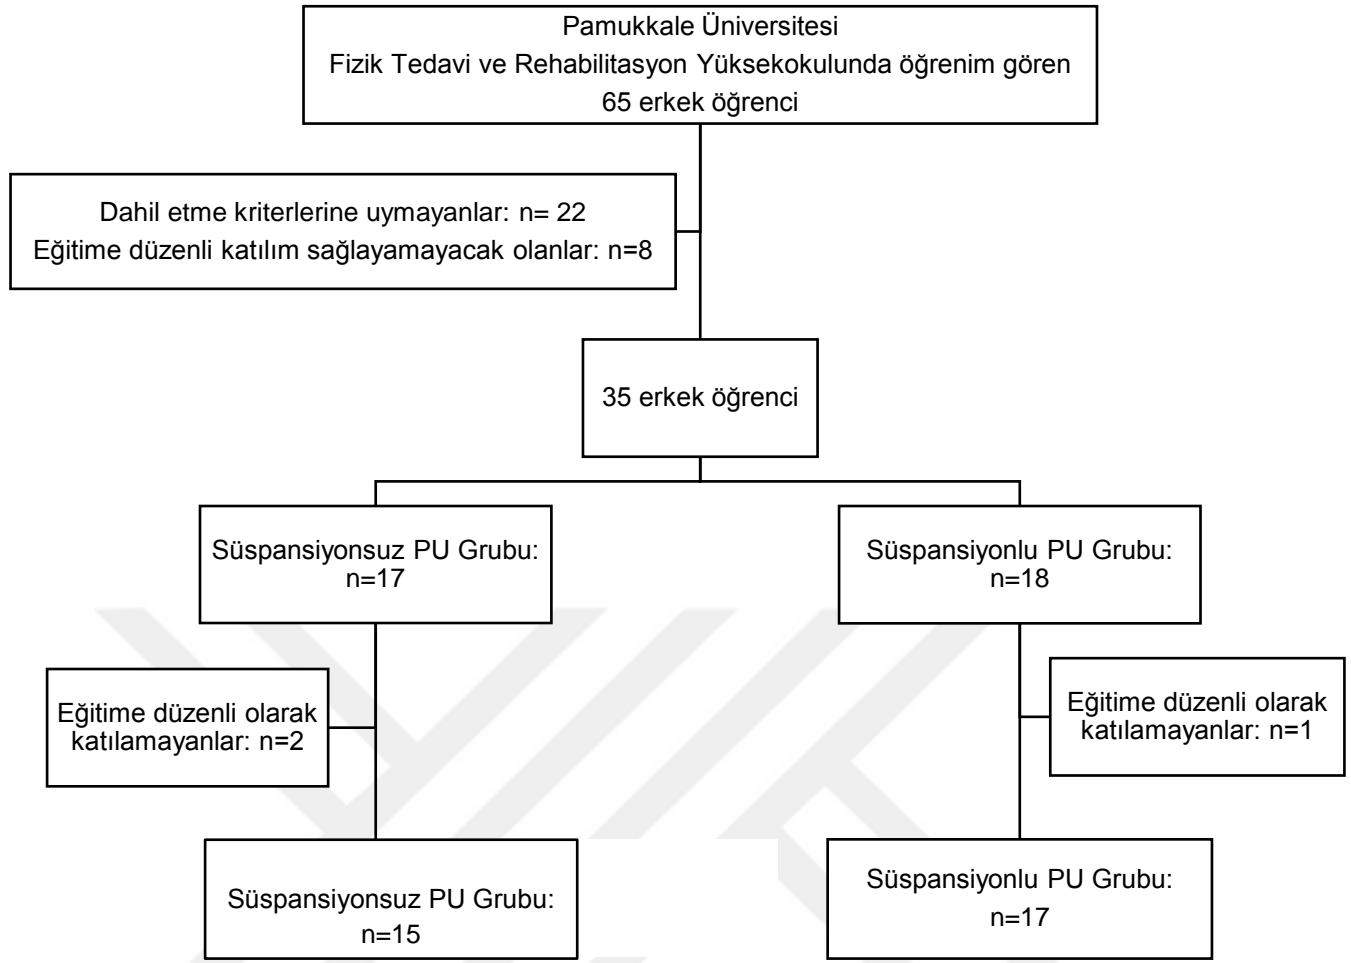 Pamukkale Üniversitesi
Fizik Tedavi ve Rehabilitasyon Yüksekokulunda öğrenim gören
65 erkek öğrenci
Dahil etme kriterlerine uymayanlar: n= 22
Eğitime düzenli katılım sağlayamayacak olanlar: n=8
35 erkek öğrenci
Süspansiyonsuz PU Grubu:
n=17
Süspansiyonlu PU Grubu:
n=18
Eğitime düzenli olarak
katılamayanlar: n=2
Eğitime düzenli olarak
katılamayanlar: n=1
Süspansiyonsuz PU Grubu:
n=15
Süspansiyonlu PU Grubu:
n=17